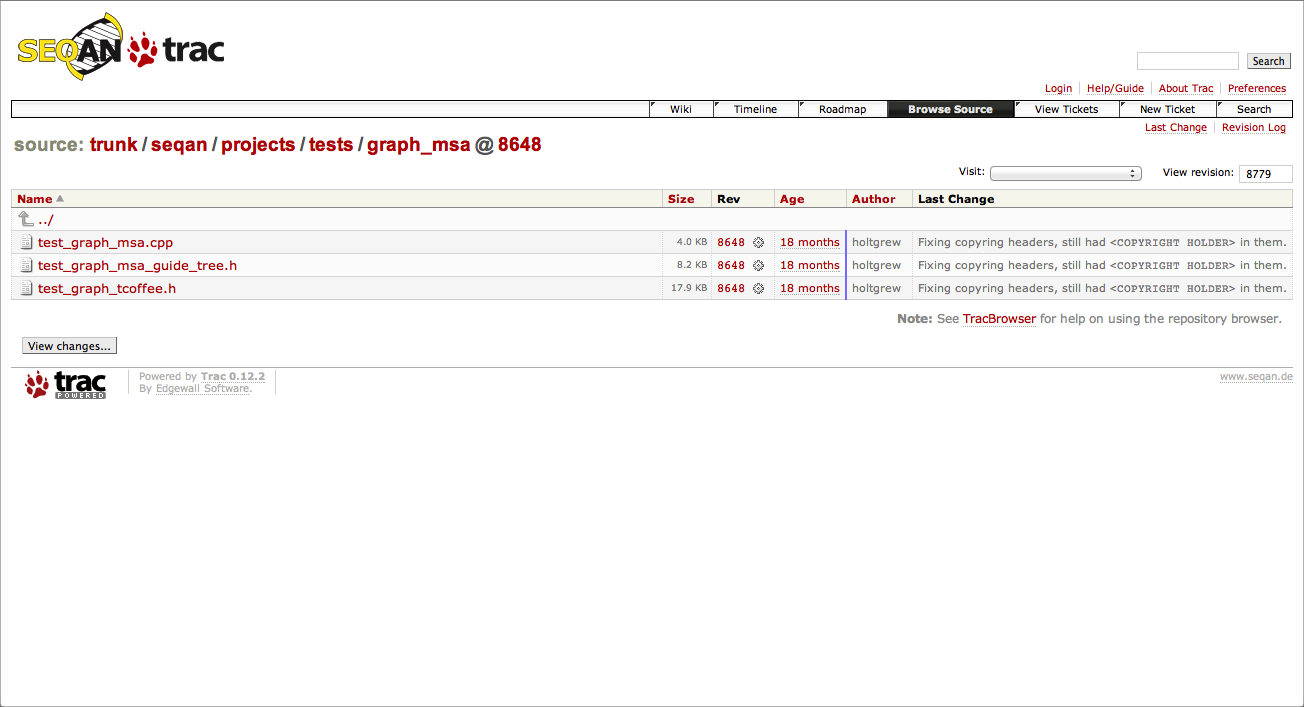 SEQAN trac
Search
Login Help/Guide About Trac Preferences
Wiki Timeline Roadmap Browse Source View Tickets New Ticket Search
Last Change Revision Log
source: trunk / seqan / projects / tests / graph_msa @ 8648
Visit: View revision: 8779
Name Size Rev Age Author Last Change
../
test_graph_msa.cpp 4.0 KB 8648 18 months holtgrew Fixing copyring headers, still had <COPYRIGHT HOLDER> in them.
test_graph_msa_guide_tree.h 8.2 KB 8648 18 months holtgrew Fixing copyring headers, still had <COPYRIGHT HOLDER> in them.
test_graph_tcoffee.h 17.9 KB 8648 18 months holtgrew Fixing copyring headers, still had <COPYRIGHT HOLDER> in them.
Note: See TracBrowser for help on using the repository browser.
View changes...
trac POWERED
Powered by Trac 0.12.2
By Edgewall Software.
www.seqan.de